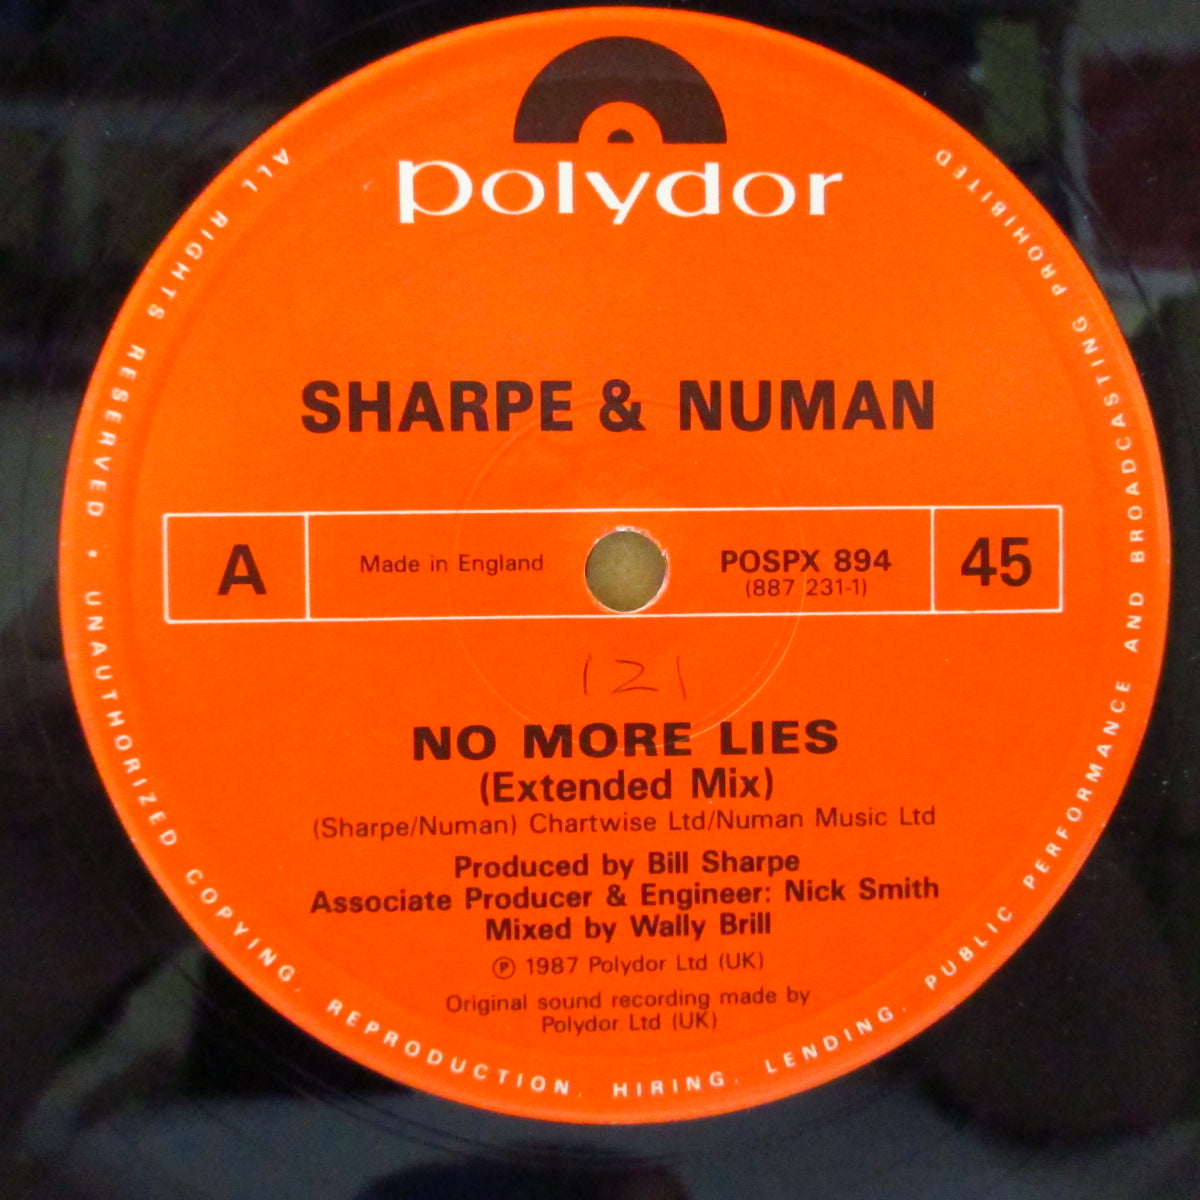 polydor
SHARPE & NUMAN
A
Made in England
POSPX 894
(887 231-1)
45
121
NO MORE LIES
(Extended Mix)
(Sharpe/Numan) Chartwise Ltd/Numan Music Ltd
Produced by Bill Sharpe
Associate Producer & Engineer: Nick Smith
Mixed by Wally Brill
Ⓟ 1987 Polydor Ltd (UK)
Original sound recording made by
Polydor Ltd (UK)
ALL RIGHTS RESERVED • UNAUTHORIZED COPYING, REPRODUCTION, HIRING, LENDING, PUBLIC PERFORMANCE AND BROADCASTING PROHIBITED